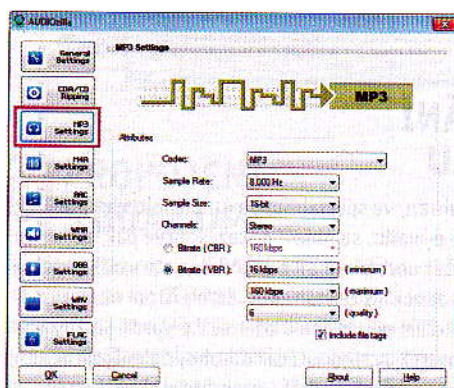 AUDIOzilla
General Settings
CDA/CD Ripping
MP3 Settings
M4A Settings
AAC Settings
WMA Settings
OGG Settings
WAV Settings
FLAC Settings
MP3 Settings
MP3
Attributes
Codec: MP3
Sample Rate: 8.000 Hz
Sample Size: 16-bit
Channels: Stereo
Bitrate (CBR): 160 kbps
Bitrate (VBR): 16 kbps (minimum)
160 kbps (maximum)
6 (quality)
Include file tags
OK
Cancel
About
Help